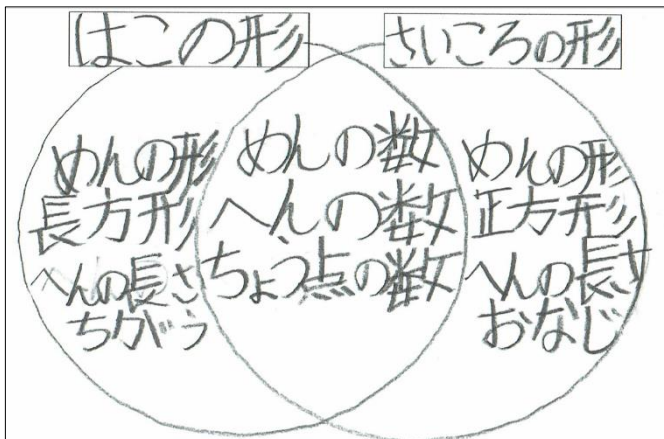 はこの形
さいころの形
めんの形
長方形
へんの長さ
ちがう
めんの数
へんの数
ちょう点の数
めんの形
正方形
へんの長さ
おなじ